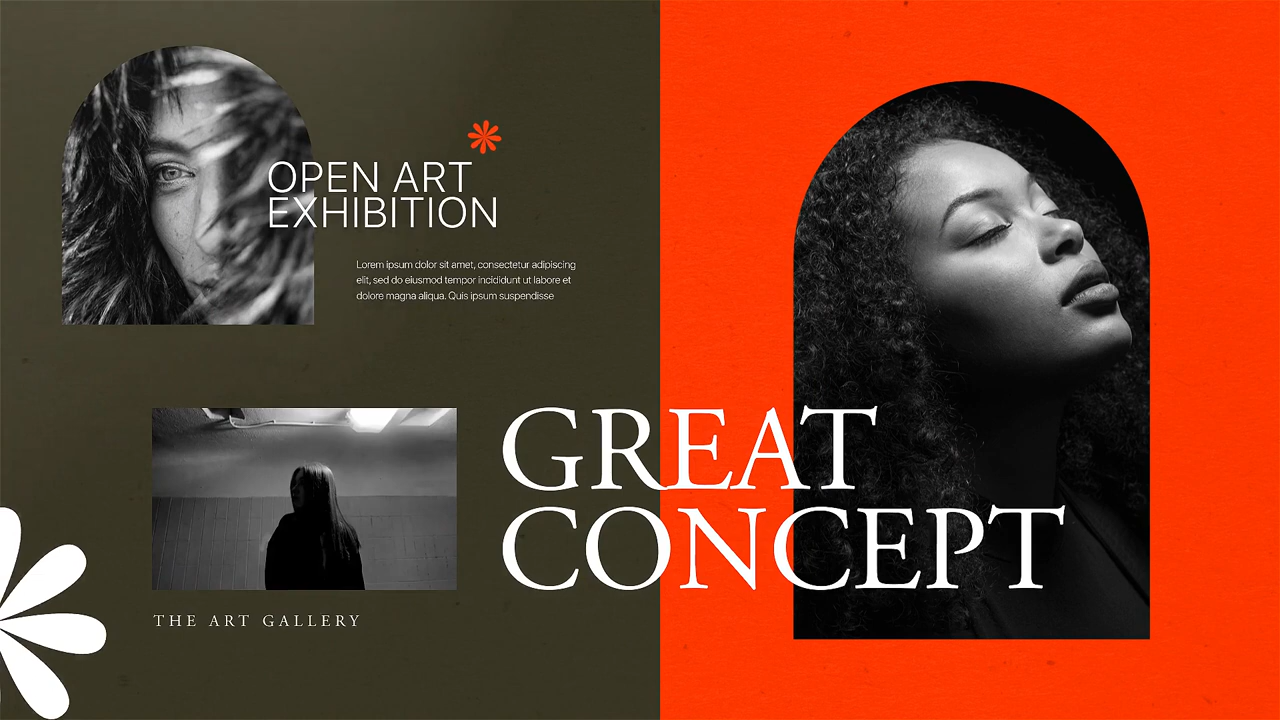 OPEN ART
EXHIBITION
Lorem ipsum dolor sit amet, consectetur adipiscing
elit, sed do eiusmod tempor incididunt ut labore et
dolore magna aliqua. Quis ipsum suspendisse
GREAT
CONCEPT
THE ART GALLERY